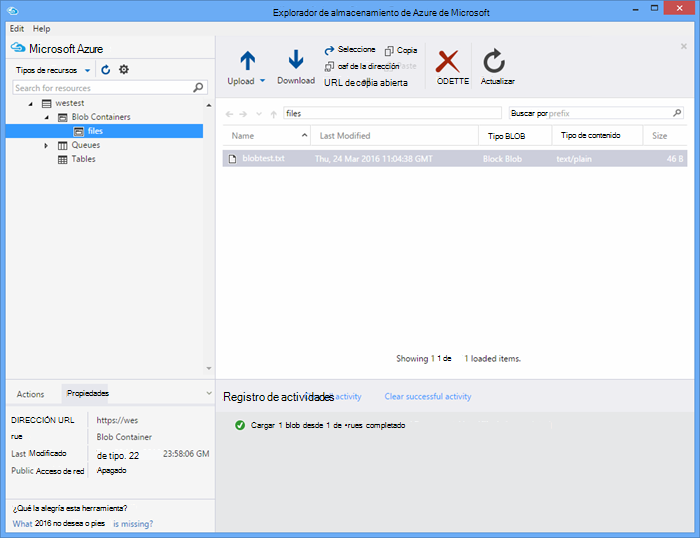 Explorador de almacenamiento de Azure de Microsoft
Edit Help
Microsoft Azure
Tipos de recursos
Search for resources
westest
Blob Containers
files
Queues
Tables
Upload
Download
Seleccione
Copia
oaf de la dirección
URL de copia abierta
ODETTE
Actualizar
files
Buscar por prefix
Name Last Modified Tipo BLOB Tipo de contenido Size
blobtest.txt Thu, 24 Mar 2016 11:04:38 GMT Block Blob text/plain 46 B
Showing 1 1 de 1 loaded items.
Actions Propiedades
DIRECCIÓN URL https://wes
rue Blob Container
Last Modificado de tipo. 22 23:58:06 GM
Public Acceso de red Apagado
¿Qué la alegría esta herramienta?
What 2016 no desea o pies is missing?
Registro de actividades activity Clear successful activity
Cargar 1 blob desde 1 de •rues completado